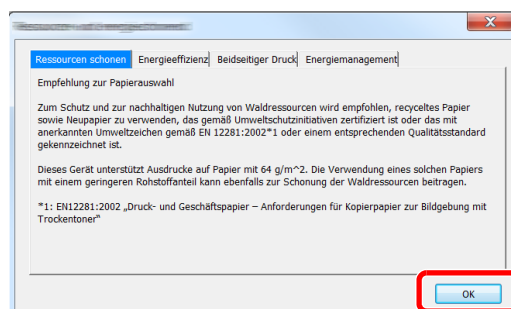 Ressourcen schonen Energieeffizienz Beidseitiger Druck Energiemanagement
Empfehlung zur Papierauswahl
Zum Schutz und zur nachhaltigen Nutzung von Waldressourcen wird empfohlen, recyceltes Papier
sowie Neupapier zu verwenden, das gemäß Umweltschutzinitiativen zertifiziert ist oder das mit
anerkannten Umweltzeichen gemäß EN 12281:2002*1 oder einem entsprechenden Qualitätsstandard
gekennzeichnet ist.
Dieses Gerät unterstützt Ausdrucke auf Papier mit 64 g/m^2. Die Verwendung eines solchen Papiers
mit einem geringeren Rohstoffanteil kann ebenfalls zur Schonung der Waldressourcen beitragen.
*1: EN12281:2002 „Druck- und Geschäftspapier – Anforderungen für Kopierpapier zur Bildgebung mit
Trockentoner“
OK